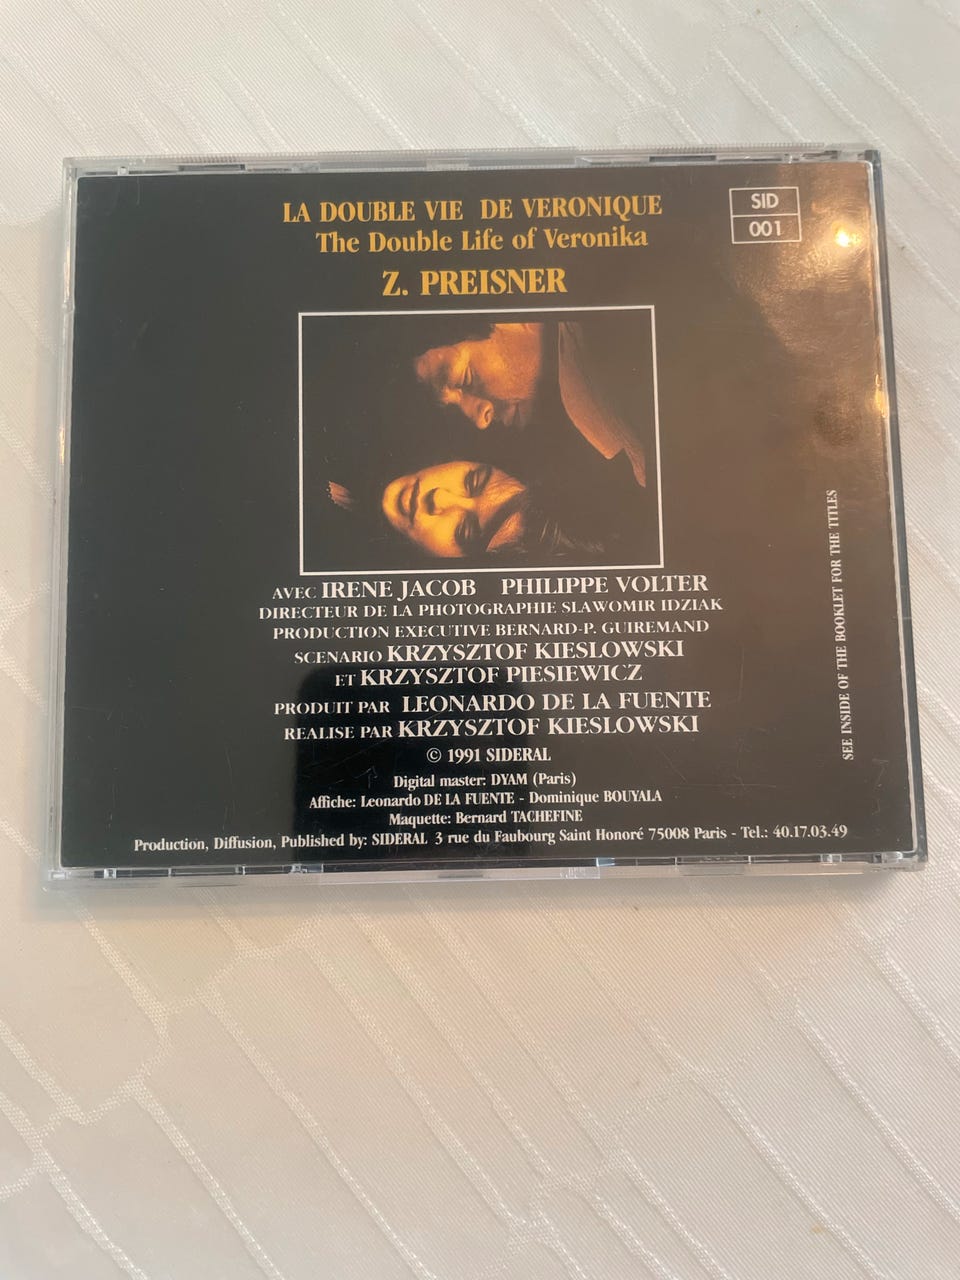 LA DOUBLE VIE DE VERONIQUE
The Double Life of Veronika
Z. PREISNER
SID
001
AVEC IRENE JACOB PHILIPPE VOLTER
DIRECTEUR DE LA PHOTOGRAPHIE SLAWOMIR IDZIAK
PRODUCTION EXECUTIVE BERNARD-P. GUIREMAND
SCENARIO KRZYSZTOF KIESLOWSKI
ET KRZYSZTOF PIESIEWICZ
PRODUIT PAR LEONARDO DE LA FUENTE
REALISE PAR KRZYSZTOF KIESLOWSKI
© 1991 SIDERAL
Digital master: DYAM (Paris)
Affiche: Leonardo DE LA FUENTE - Dominique BOUYALA
Maquette: Bernard TACHEFINE
Production, Diffusion, Published by: SIDERAL 3 rue du Faubourg Saint Honoré 75008 Paris - Tel.: 40.17.03.49
SEE INSIDE OF THE BOOKLET FOR THE TITLES